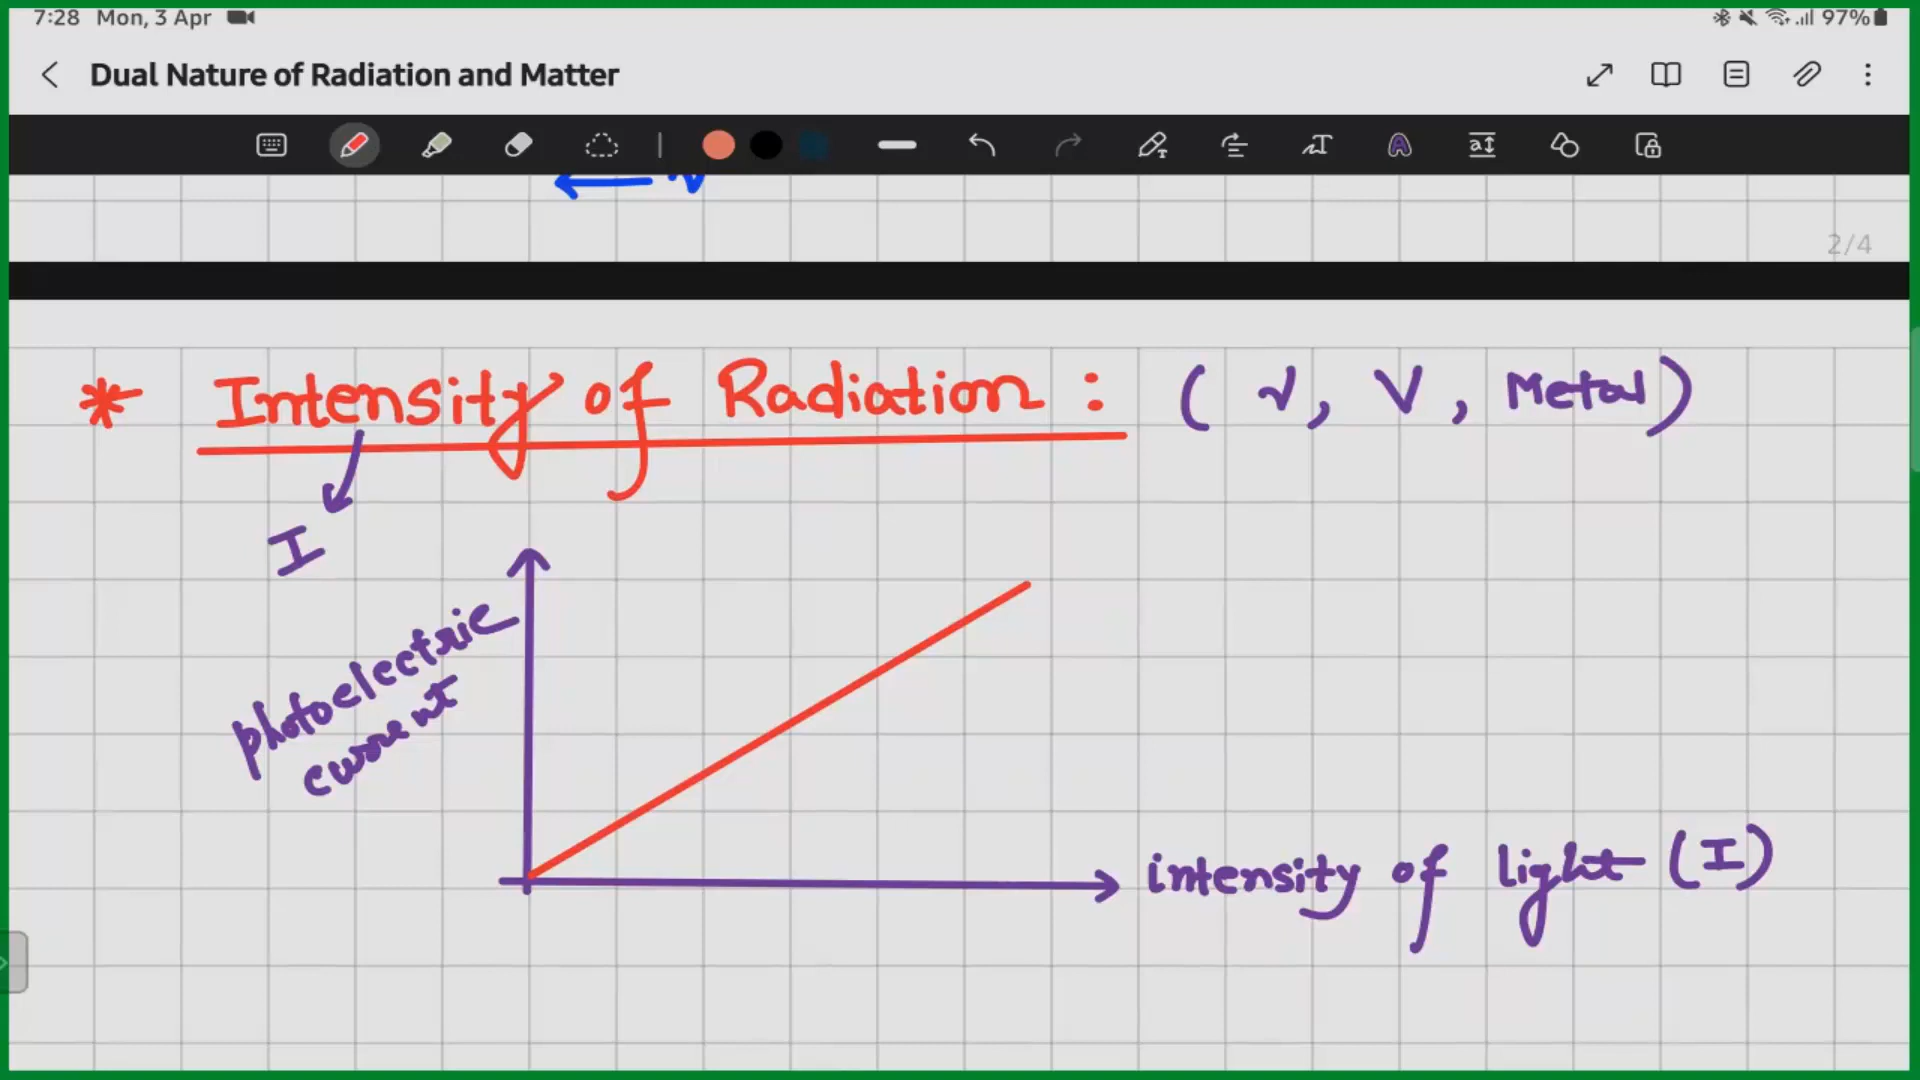 7:28 Mon, 3 Apr 97%
Dual Nature of Radiation and Matter
2/4
* Intensity of Radiation : ( ν, V, Metal )
I
photoelectric
current
intensity of light (I)